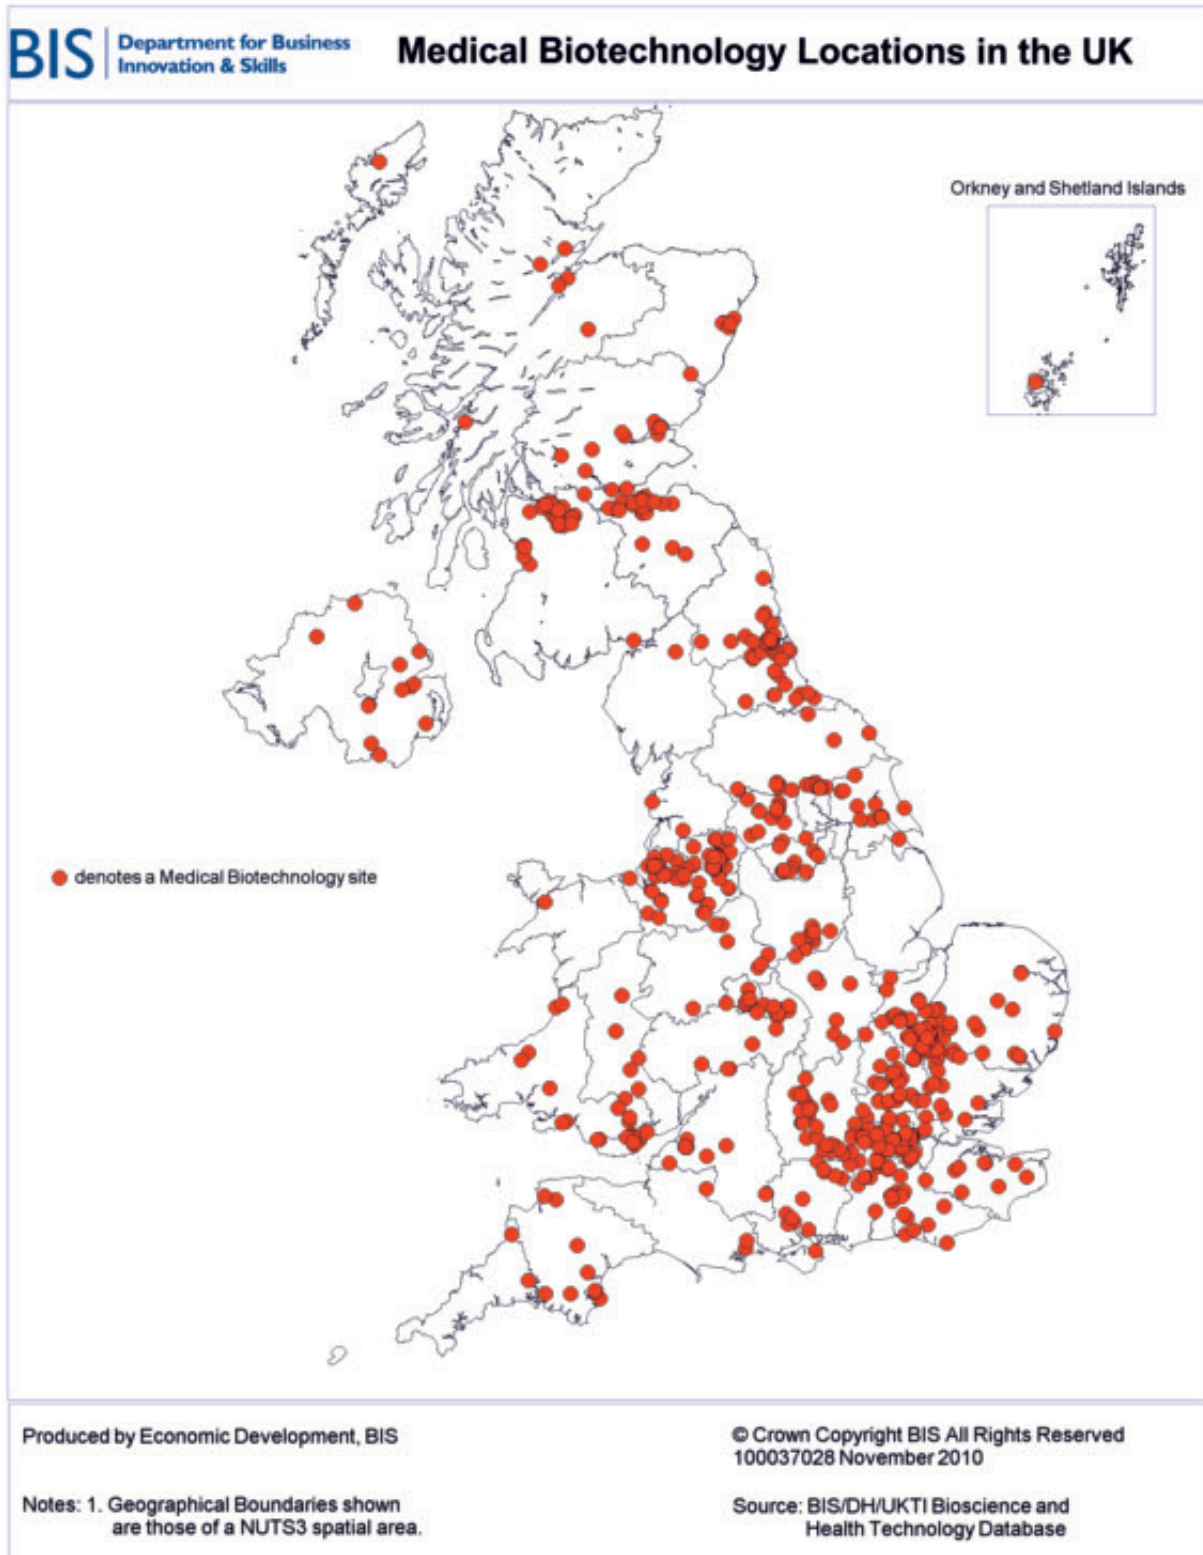 BIS
Department for Business
Innovation & Skills
Medical Biotechnology Locations in the UK
Orkney and Shetland Islands
denotes a Medical Biotechnology site
Produced by Economic Development, BIS
© Crown Copyright BIS All Rights Reserved
100037028 November 2010
Notes: 1. Geographical Boundaries shown
are those of a NUTS3 spatial area.
Source: BIS/DH/UKTI Bioscience and
Health Technology Database